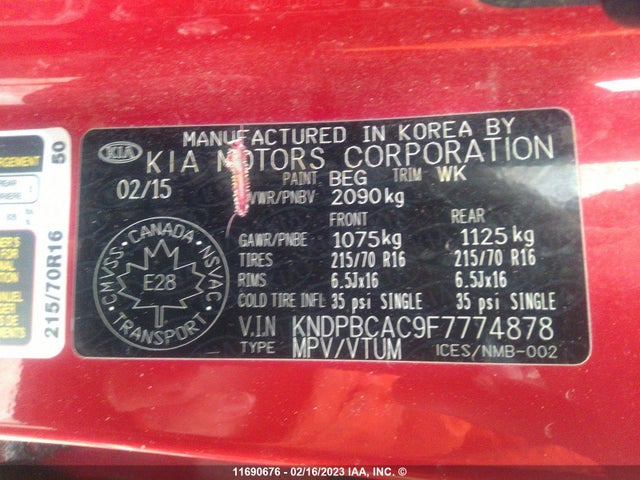 MANUFACTURED IN KOREA BY
KIA KIA MOTORS CORPORATION
02/15 PAINT BEG TRIM WK
VWR/PNBV 2090kg
FRONT REAR
GAWR/PNBE 1075kg 1125kg
TIRES 215/70 R16 215/70 R16
RIMS 6.5Jx16 6.5Jx16
COLD TIRE INFL 35 psi SINGLE 35 psi SINGLE
V.I.N KNDPBCAC9F7774878
TYPE MPV/VTUM ICES/NMB-002
CANADA
CMVSS NSVAC
E28
TRANSPORT
50
215/70R16
11690676 - 02/16/2023 IAA, INC. ©